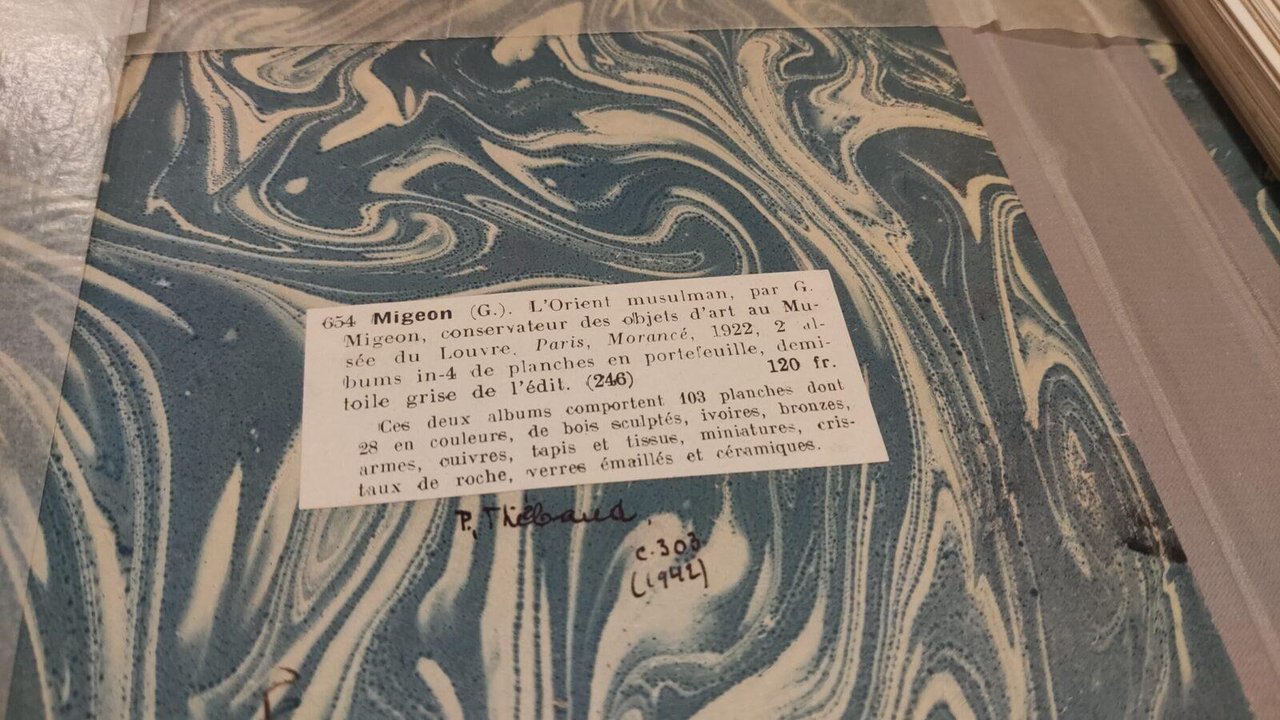 654 Migeon (G.). L'Orient musulman, par G.
Migeon, conservateur des objets d'art au Mu-
sée du Louvre. Paris, Morancé, 1922, 2 al-
bums in-4 de planches en portefeuille, demi-
toile grise de l'édit. (246) 120 fr.
Ces deux albums comportent 103 planches dont
28 en couleurs, de bois sculptés, ivoires, bronzes,
armes, cuivres, tapis et tissus, miniatures, cris-
taux de roche, verres émaillés et céramiques.
P. Thébaud
c.303
(1942)